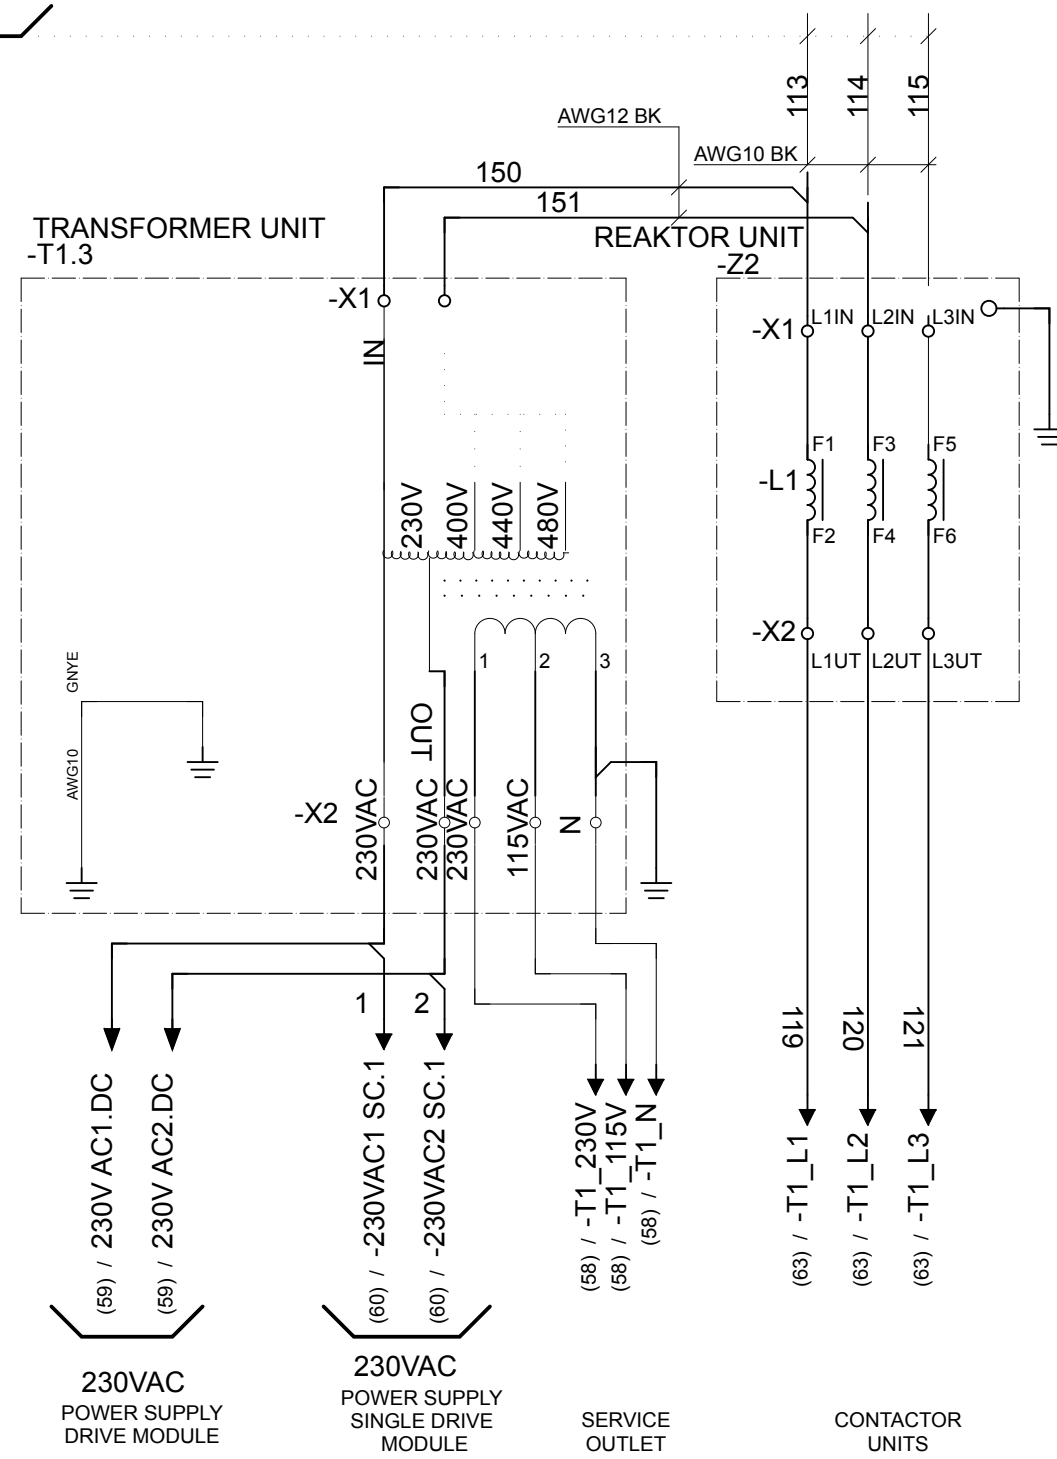 113
114
115
AWG12 BK
AWG10 BK
150
151
TRANSFORMER UNIT
-T1.3
REAKTOR UNIT
-Z2
-X1
IN
-X1
L1IN
L2IN
L3IN
230V
400V
440V
480V
-L1
F1
F3
F5
F2
F4
F6
1
2
3
-X2
L1UT
L2UT
L3UT
GNYE
AWG10
OUT
-X2
230VAC
230VAC
230VAC
115VAC
N
1
2
119
120
121
(59) / 230V AC1.DC
(59) / 230V AC2.DC
(60) / -230VAC1 SC.1
(60) / -230VAC2 SC.1
(58) / -T1_230V
(58) / -T1_115V
(58) / -T1_N
(63) / -T1_L1
(63) / -T1_L2
(63) / -T1_L3
230VAC
POWER SUPPLY
DRIVE MODULE
230VAC
POWER SUPPLY
SINGLE DRIVE
MODULE
SERVICE
OUTLET
CONTACTOR
UNITS